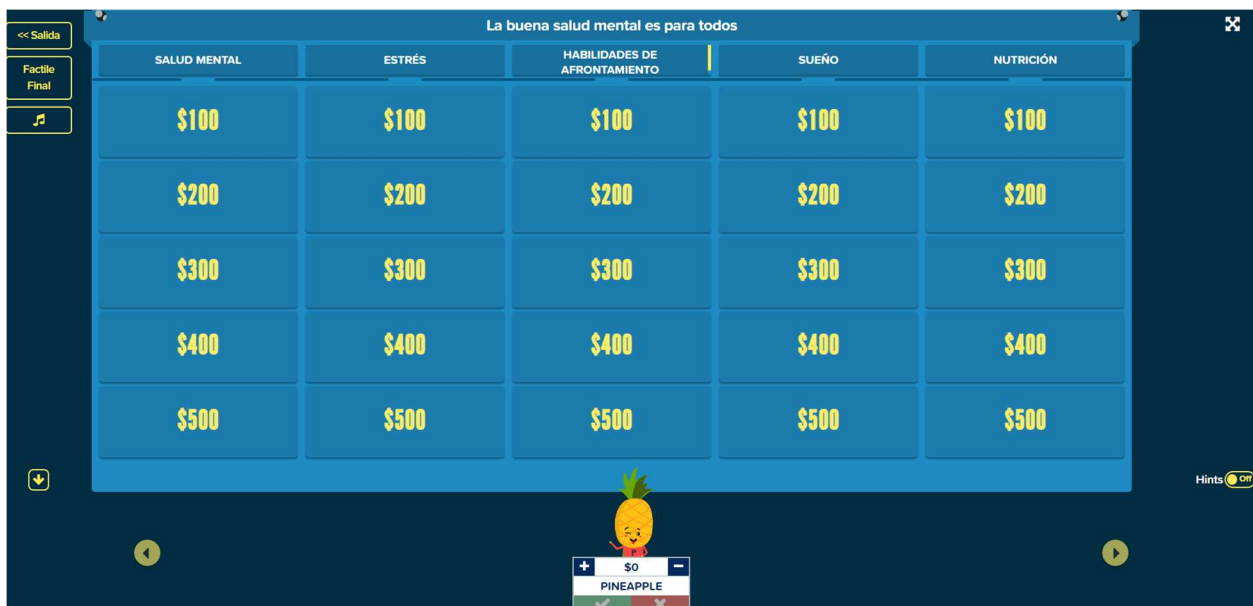 La buena salud mental es para todos
<< Salida
Factile
Final
SALUD MENTAL
ESTRÉS
HABILIDADES DE
AFRONTAMIENTO
SUEÑO
NUTRICIÓN
$100 $100 $100 $100 $100
$200 $200 $200 $200 $200
$300 $300 $300 $300 $300
$400 $400 $400 $400 $400
$500 $500 $500 $500 $500
Hints Off
P
+ $0 −
PINEAPPLE